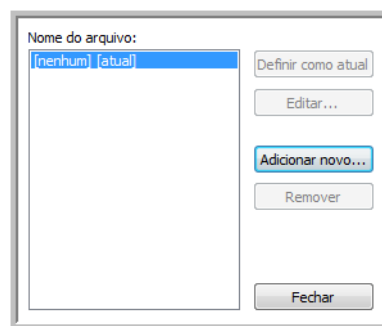 Nome do arquivo:
[nenhum] [atual]
Definir como atual
Editar...
Adicionar novo...
Remover
Fechar